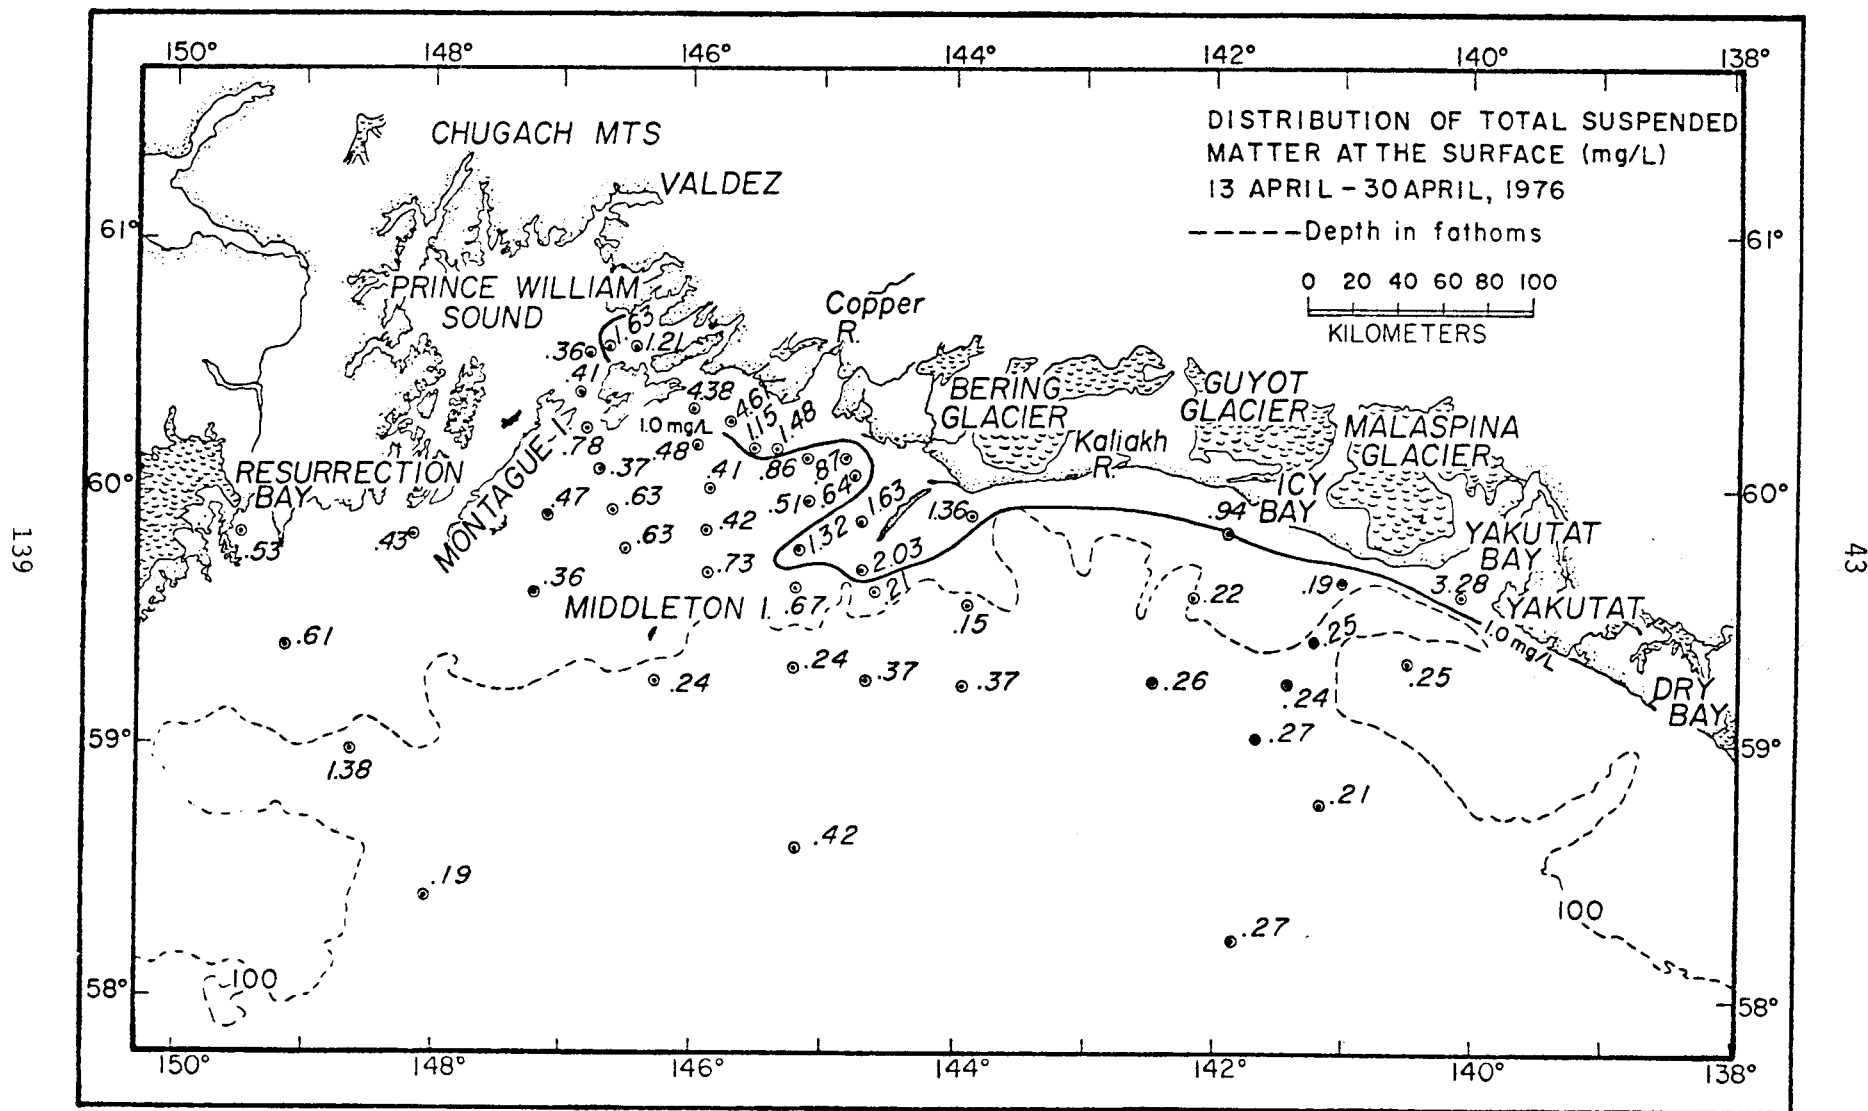 150° 148° 146° 144° 142° 140° 138°
DISTRIBUTION OF TOTAL SUSPENDED
MATTER AT THE SURFACE (mg/L)
13 APRIL – 30 APRIL, 1976
-----Depth in fathoms
0 20 40 60 80 100
KILOMETERS
CHUGACH MTS
VALDEZ
61°
61°
PRINCE WILLIAM
SOUND
Copper
R.
1.63
.36
1.21
.41
4.38
.461
1.15
1.48
1.0 mg/L
BERING
GLACIER
GUYOT
GLACIER
MALASPINA
GLACIER
Kaliakh
R.
.78
.48
.37
.41
.86
.87
RESURRECTION
BAY
MONTAGUE I.
60°
60°
ICY
BAY
.47
.63
.51
.64
1.63
1.36
.94
.53
.43
.63
.42
1.32
YAKUTAT
BAY
.73
2.03
.36
MIDDLETON I.
.67
.21
.15
.22
.19
3.28
YAKUTAT
1.0 mg/L
.61
.25
.24
.24
.37
.37
.26
.24
.25
DRY
BAY
59°
59°
1.38
.27
.21
.42
.19
.27
100
100
58°
58°
150° 148° 146° 144° 142° 140° 138°
139
43